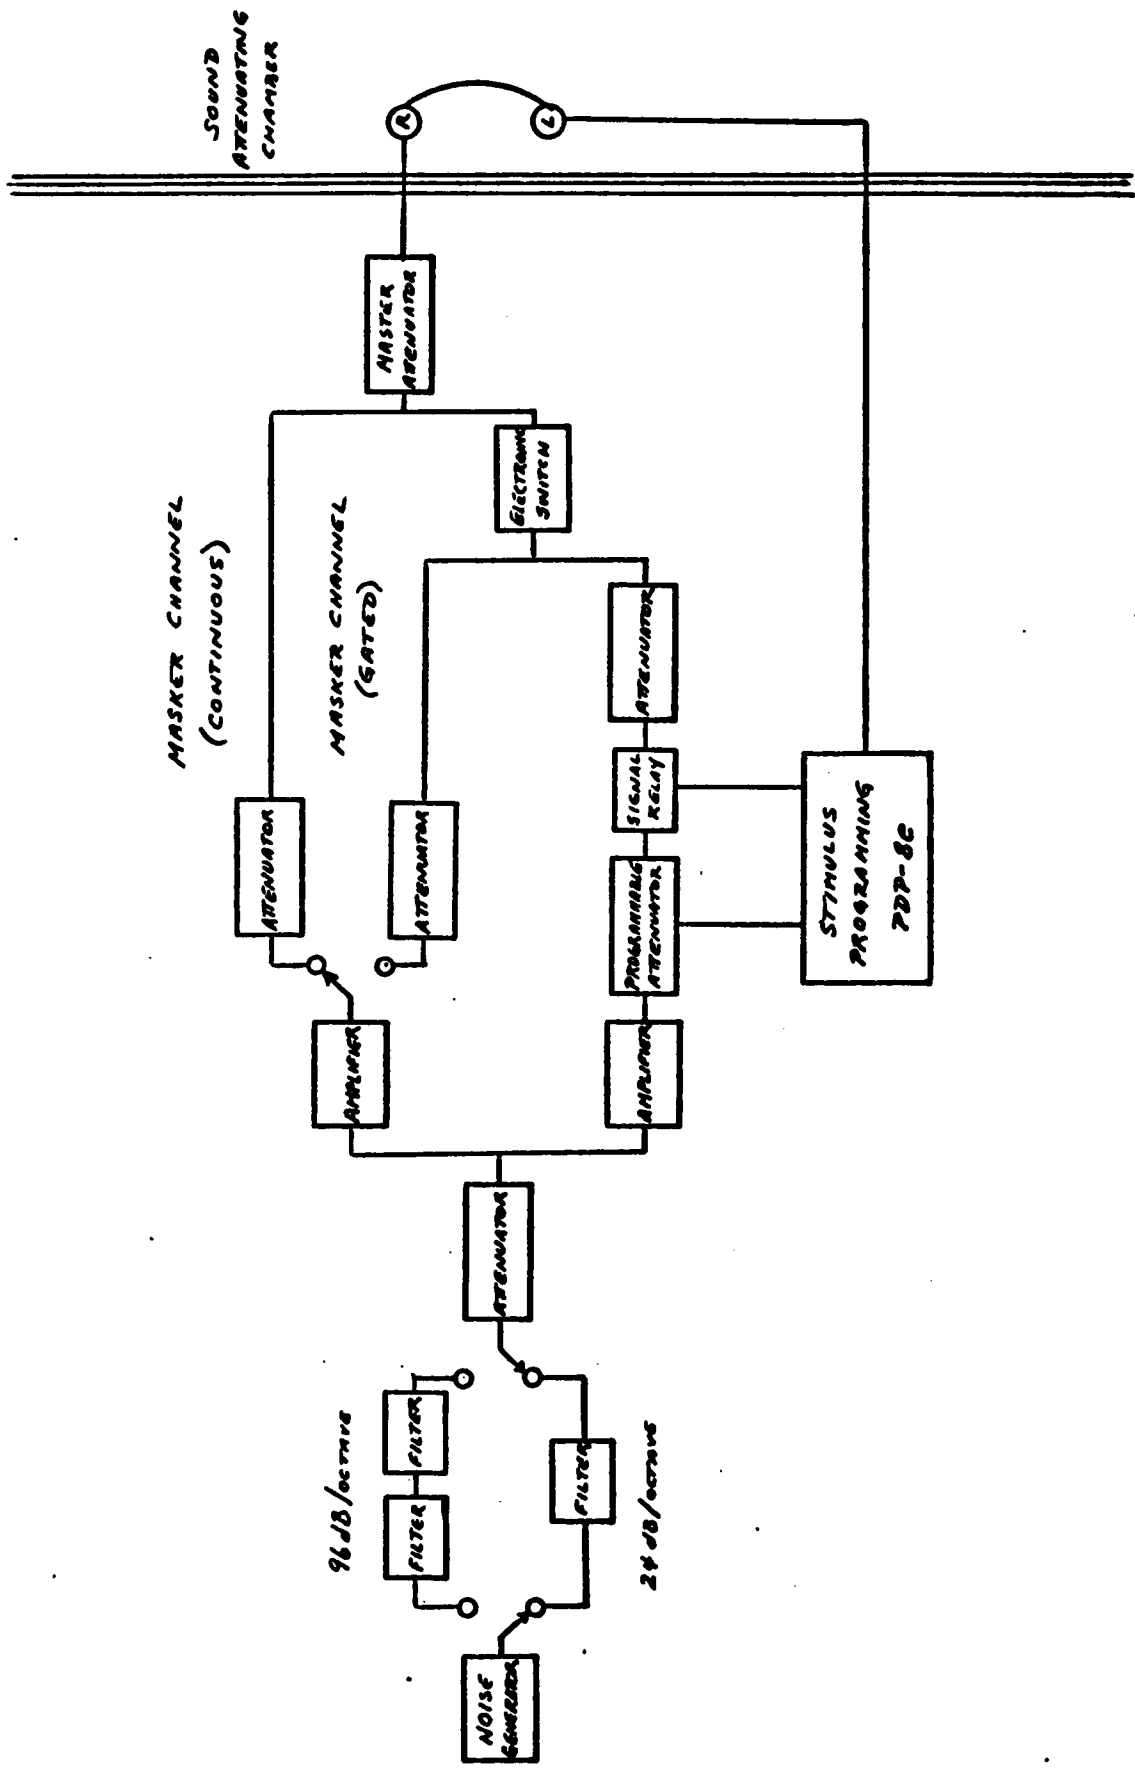 NOISE
GENERATOR
96 dB/OCTAVE
FILTER
FILTER
FILTER
24 dB/OCTAVE
ATTENUATOR
AMPLIFIER
AMPLIFIER
ATTENUATOR
ATTENUATOR
PROGRAMMABLE
ATTENUATOR
SIGNAL
RELAY
ATTENUATOR
STIMULUS
PROGRAMMING
PDP-8e
MASKER CHANNEL
(CONTINUOUS)
MASKER CHANNEL
(GATED)
ELECTRONIC
SWITCH
MASTER
ATTENUATOR
SOUND
ATTENUATING
CHAMBER
R
L